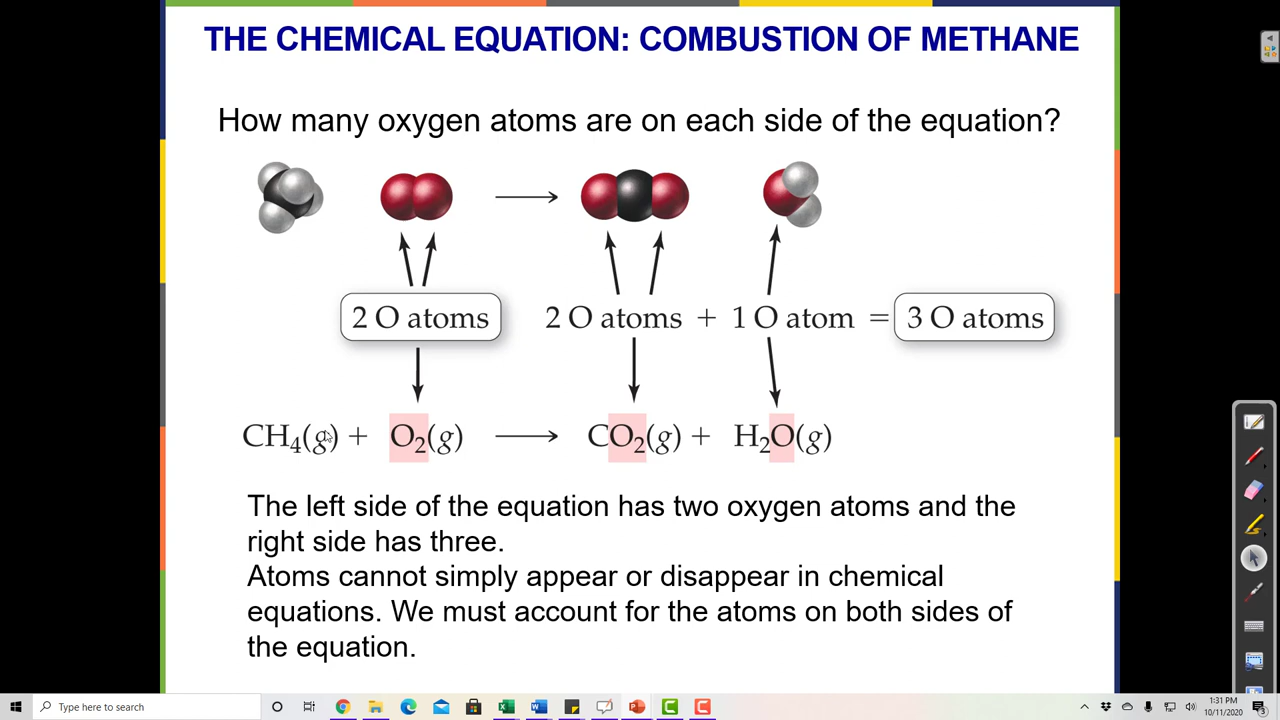 THE CHEMICAL EQUATION: COMBUSTION OF METHANE
How many oxygen atoms are on each side of the equation?
2 O atoms 2 O atoms + 1 O atom = 3 O atoms
CH₄(g) + O₂(g) ⟶ CO₂(g) + H₂O(g)
The left side of the equation has two oxygen atoms and the
right side has three.
Atoms cannot simply appear or disappear in chemical
equations. We must account for the atoms on both sides of
the equation.
Type here to search
1:31 PM
10/11/2020